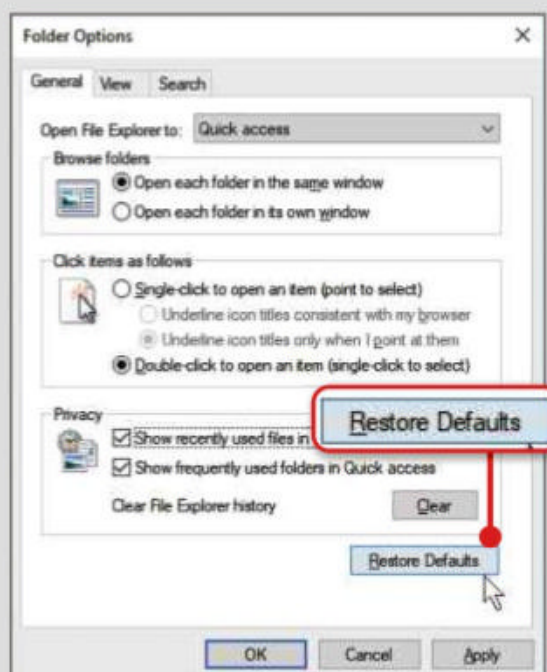 Folder Options
General View Search
Open File Explorer to: Quick access
Browse folders
Open each folder in the same window
Open each folder in its own window
Click items as follows
Single-click to open an item (point to select)
Underline icon titles consistent with my browser
Underline icon titles only when I point at them
Double-click to open an item (single-click to select)
Privacy
Restore Defaults
Show recently used files in
Show frequently used folders in Quick access
Clear File Explorer history Clear
Restore Defaults
OK Cancel Apply